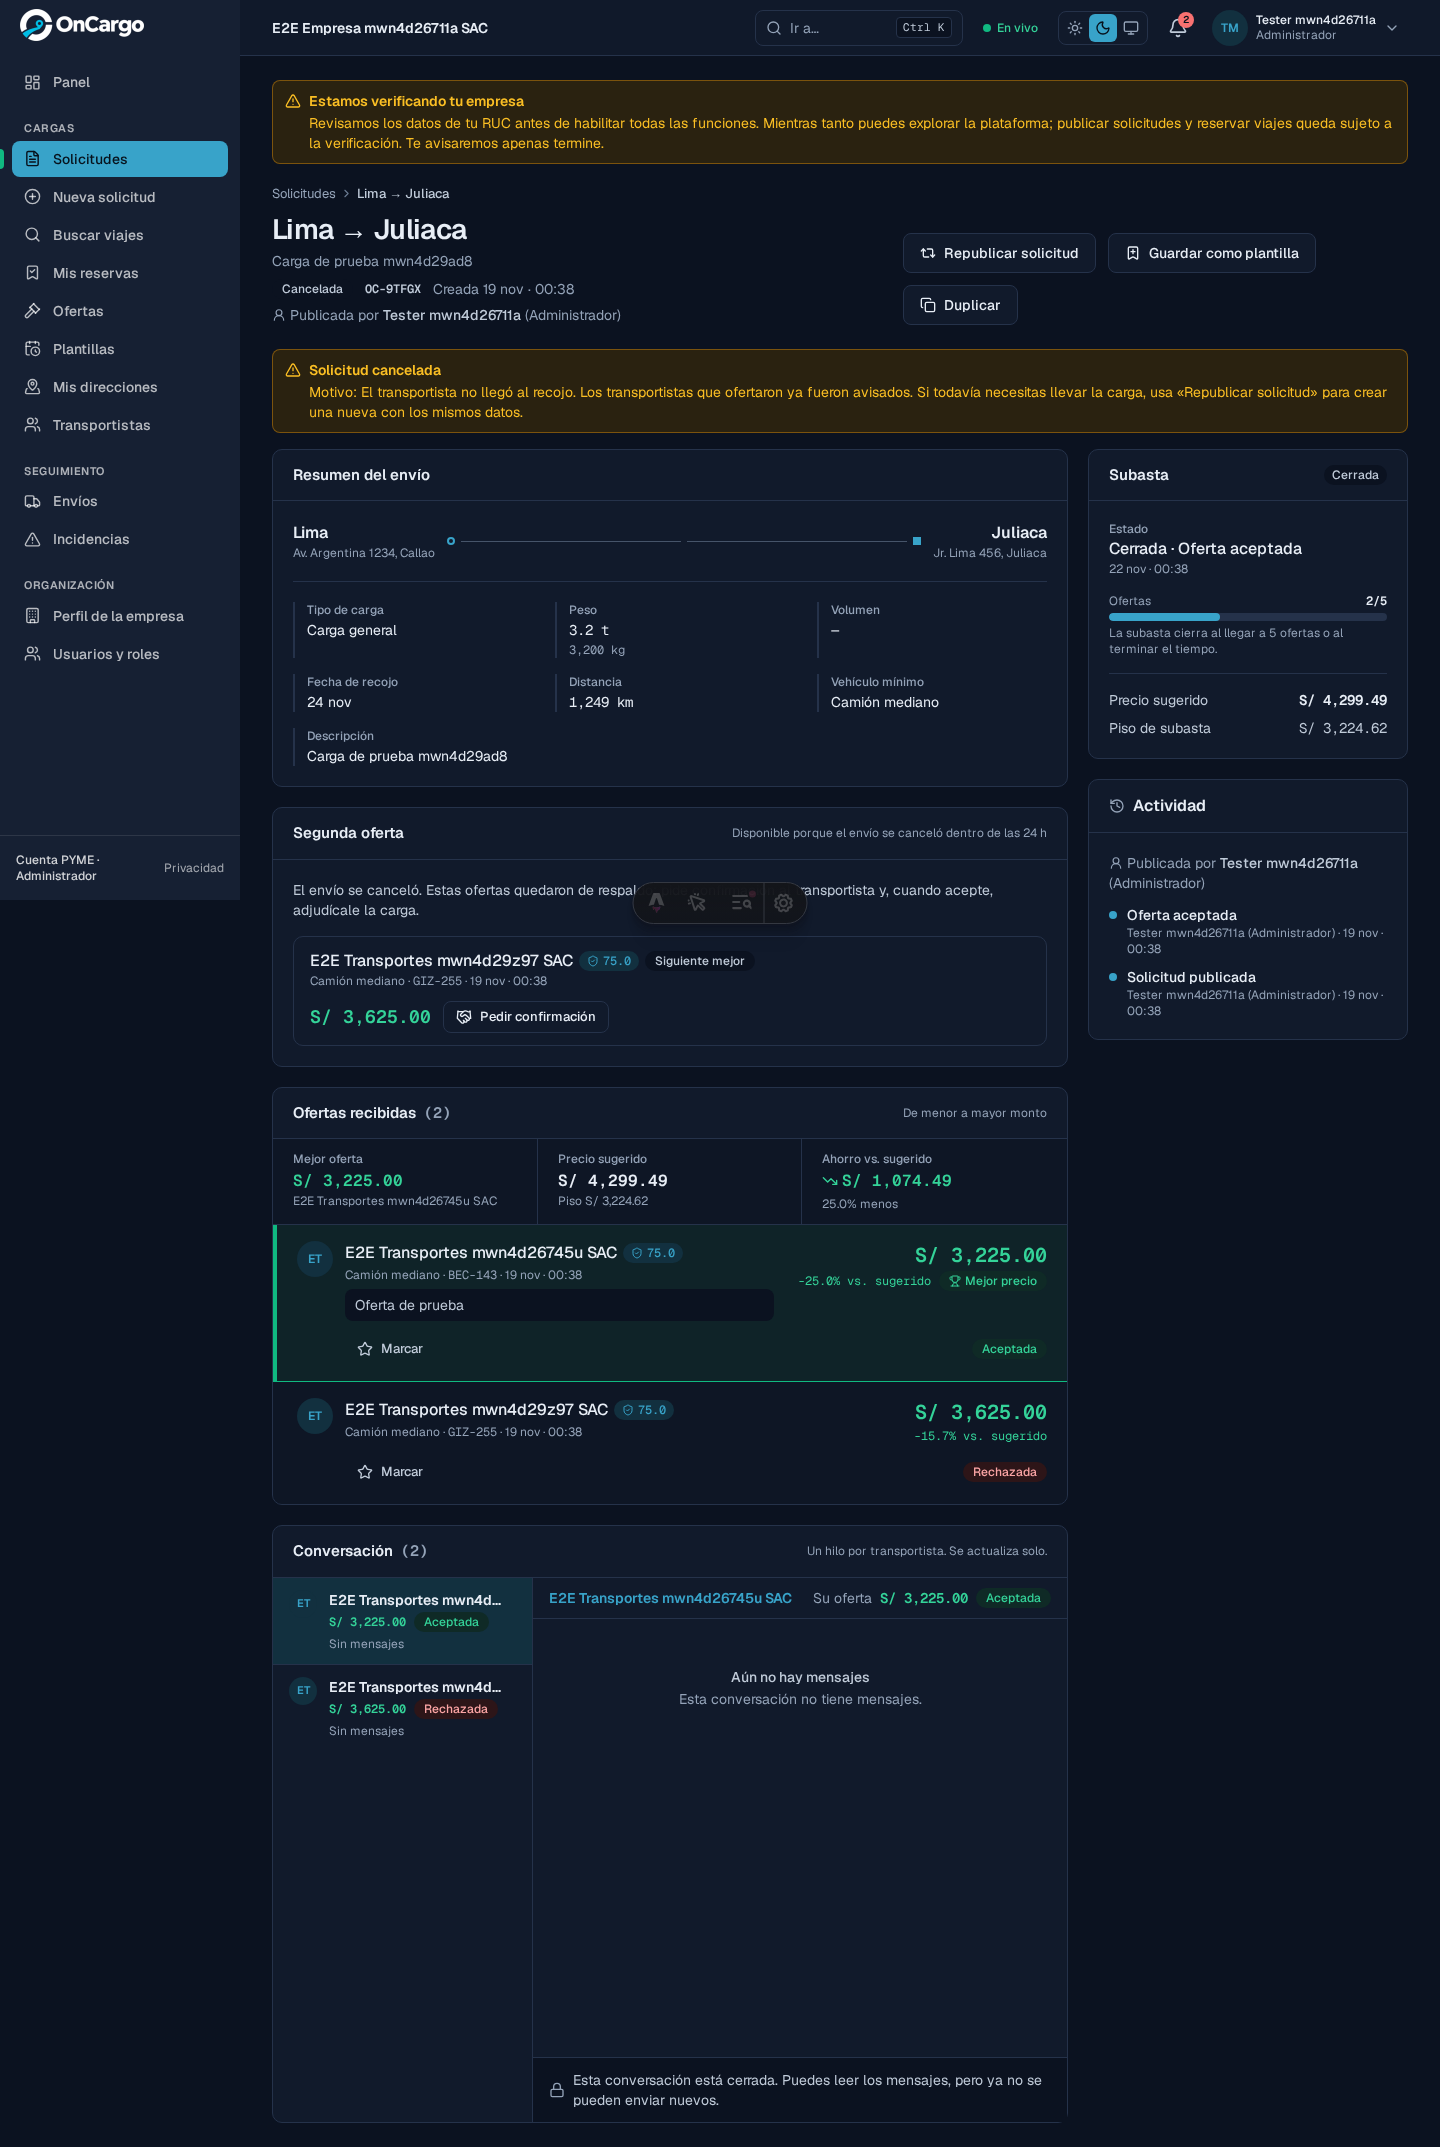 OnCargo
E2E Empresa mwn4d26711a SAC
Ir a...
Ctrl K
En vivo
2
TM
Tester mwn4d26711a
Administrador
Panel
CARGAS
Solicitudes
Nueva solicitud
Buscar viajes
Mis reservas
Ofertas
Plantillas
Mis direcciones
Transportistas
SEGUIMIENTO
Envíos
Incidencias
ORGANIZACIÓN
Perfil de la empresa
Usuarios y roles
Cuenta PYME ·
Administrador
Privacidad
Estamos verificando tu empresa
Revisamos los datos de tu RUC antes de habilitar todas las funciones. Mientras tanto puedes explorar la plataforma; publicar solicitudes y reservar viajes queda sujeto a
la verificación. Te avisaremos apenas termine.
Solicitudes > Lima → Juliaca
Lima → Juliaca
Carga de prueba mwn4d29ad8
Cancelada OC-9TFGX Creada 19 nov · 00:38
Publicada por Tester mwn4d26711a (Administrador)
Republicar solicitud
Guardar como plantilla
Duplicar
Solicitud cancelada
Motivo: El transportista no llegó al recojo. Los transportistas que ofertaron ya fueron avisados. Si todavía necesitas llevar la carga, usa «Republicar solicitud» para crear
una nueva con los mismos datos.
Resumen del envío
Lima
Av. Argentina 1234, Callao
Juliaca
Jr. Lima 456, Juliaca
Tipo de carga
Carga general
Peso
3.2 t
3,200 kg
Volumen
—
Fecha de recojo
24 nov
Distancia
1,249 km
Vehículo mínimo
Camión mediano
Descripción
Carga de prueba mwn4d29ad8
Subasta
Cerrada
Estado
Cerrada · Oferta aceptada
22 nov · 00:38
Ofertas 2/5
La subasta cierra al llegar a 5 ofertas o al
terminar el tiempo.
Precio sugerido S/ 4,299.49
Piso de subasta S/ 3,224.62
Actividad
Publicada por Tester mwn4d26711a
(Administrador)
Oferta aceptada
Tester mwn4d26711a (Administrador) · 19 nov ·
00:38
Solicitud publicada
Tester mwn4d26711a (Administrador) · 19 nov ·
00:38
Segunda oferta
Disponible porque el envío se canceló dentro de las 24 h
El envío se canceló. Estas ofertas quedaron de respal ansportista y, cuando acepte,
adjudícale la carga.
E2E Transportes mwn4d29z97 SAC 75.0 Siguiente mejor
Camión mediano · GIZ-255 · 19 nov · 00:38
S/ 3,625.00 Pedir confirmación
Ofertas recibidas (2)
De menor a mayor monto
Mejor oferta
S/ 3,225.00
E2E Transportes mwn4d26745u SAC
Precio sugerido
S/ 4,299.49
Piso S/ 3,224.62
Ahorro vs. sugerido
S/ 1,074.49
25.0% menos
ET
E2E Transportes mwn4d26745u SAC 75.0
Camión mediano · BEC-143 · 19 nov · 00:38
Oferta de prueba
S/ 3,225.00
-25.0% vs. sugerido Mejor precio
Marcar
Aceptada
ET
E2E Transportes mwn4d29z97 SAC 75.0
Camión mediano · GIZ-255 · 19 nov · 00:38
S/ 3,625.00
-15.7% vs. sugerido
Marcar
Rechazada
Conversación (2)
Un hilo por transportista. Se actualiza solo.
ET
E2E Transportes mwn4d...
S/ 3,225.00 Aceptada
Sin mensajes
ET
E2E Transportes mwn4d...
S/ 3,625.00 Rechazada
Sin mensajes
E2E Transportes mwn4d26745u SAC
Su oferta S/ 3,225.00 Aceptada
Aún no hay mensajes
Esta conversación no tiene mensajes.
Esta conversación está cerrada. Puedes leer los mensajes, pero ya no se
pueden enviar nuevos.